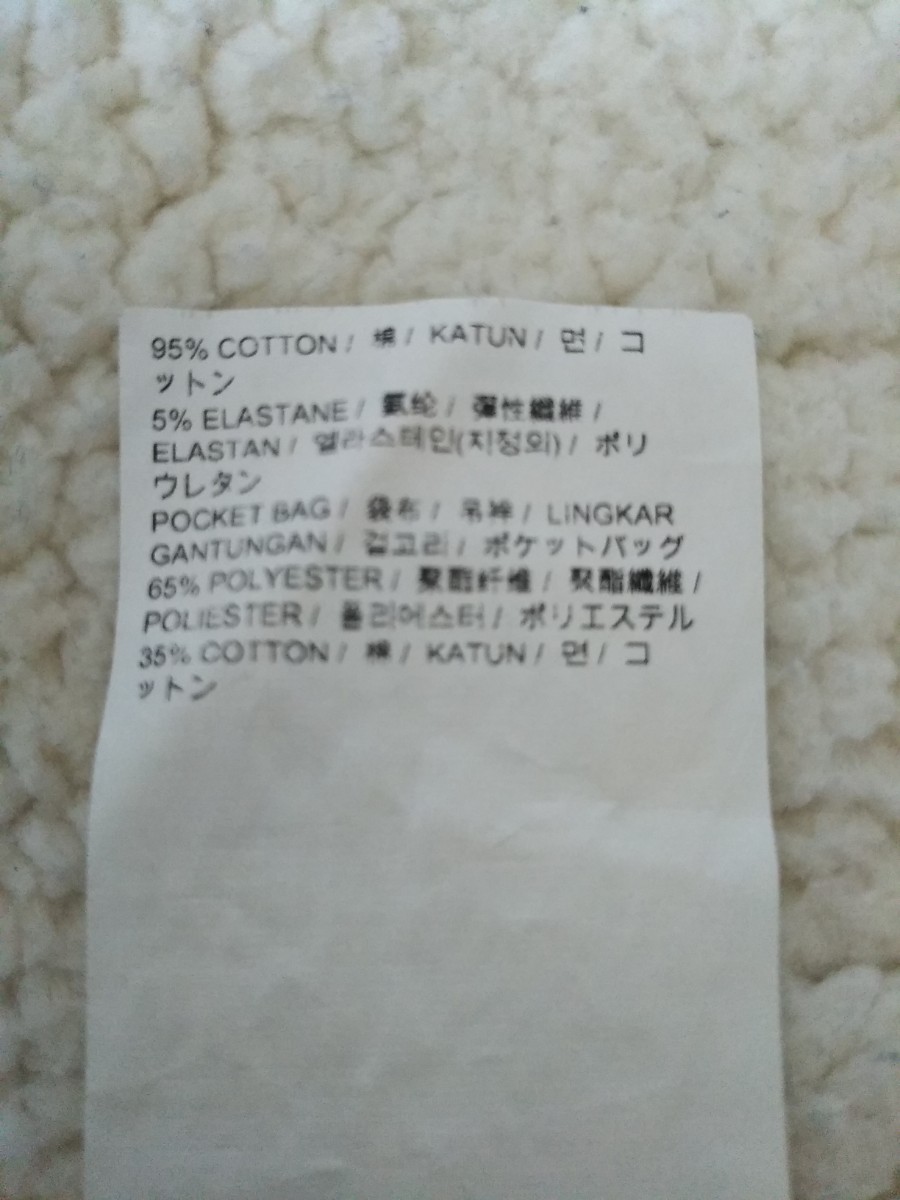 95% COTTON / 棉 / KATUN / 면 / コ
ットン
5% ELASTANE / 氨纶 / 彈性纖維 /
ELASTAN / 엘라스테인(지정외) / ポリ
ウレタン
POCKET BAG / 袋布 / / LINGKAR
GANTUNGAN / 걸고리 / ポケットバッグ
65% POLYESTER / 聚酯纤维 / 聚酯纖維 /
POLIESTER / 폴리에스터 / ポリエステル
35% COTTON / 棉 / KATUN / 면 / コ
ットン